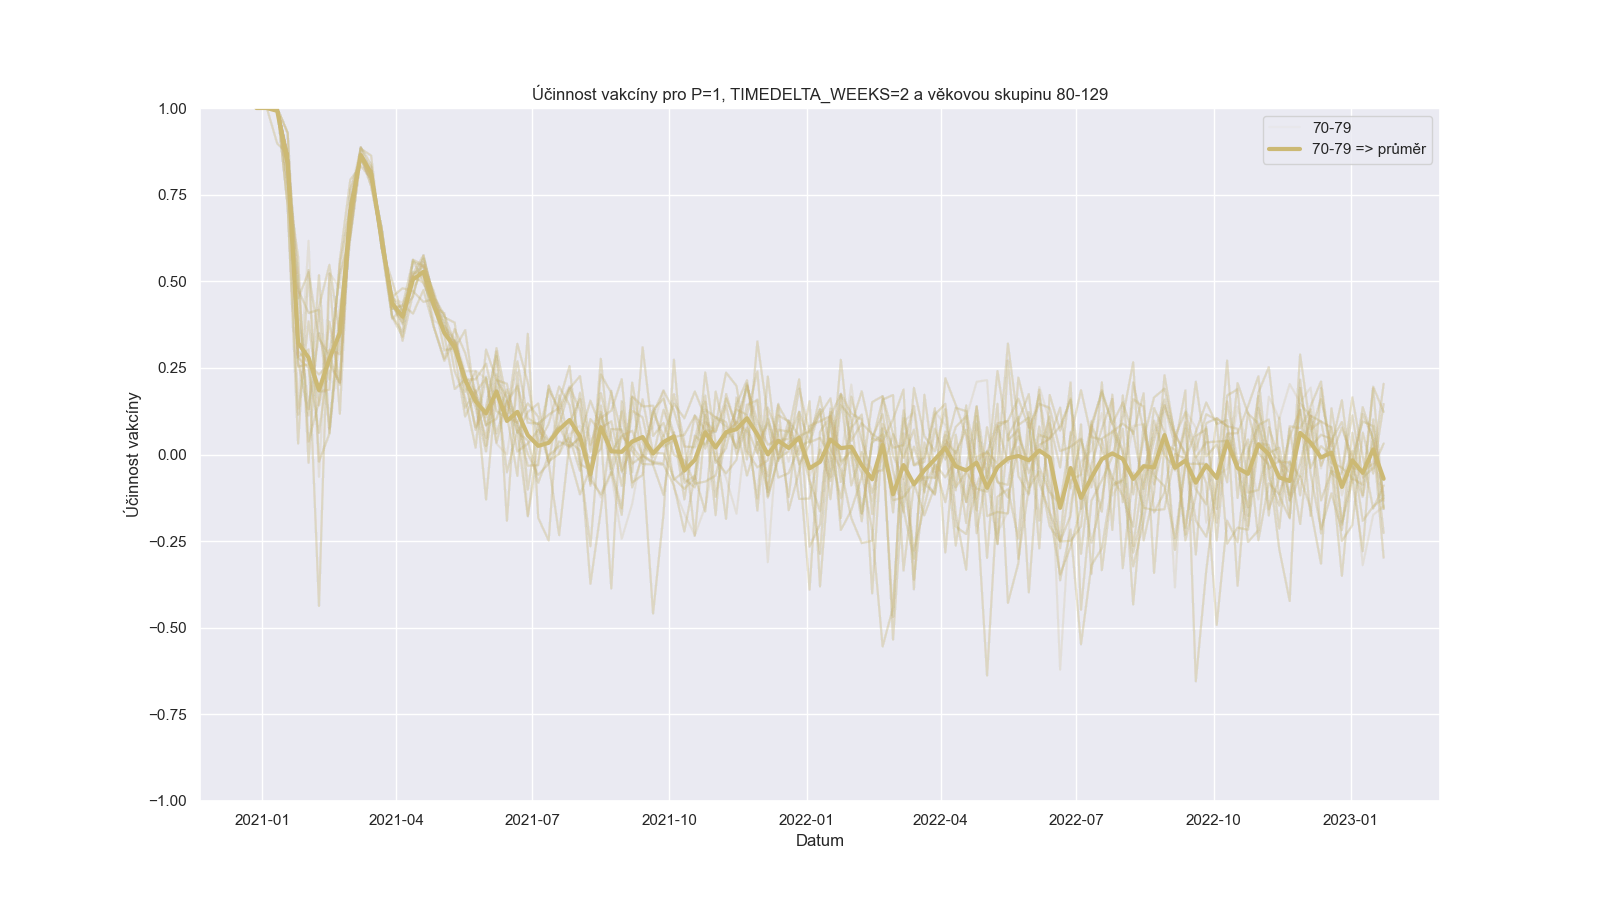 Účinnost vakcíny pro P=1, TIMEDELTA_WEEKS=2 a věkovou skupinu 80-129
70-79
70-79 => průměr
Účinnost vakcíny
1.00
0.75
0.50
0.25
0.00
−0.25
−0.50
−0.75
−1.00
2021-01 2021-04 2021-07 2021-10 2022-01 2022-04 2022-07 2022-10 2023-01
Datum